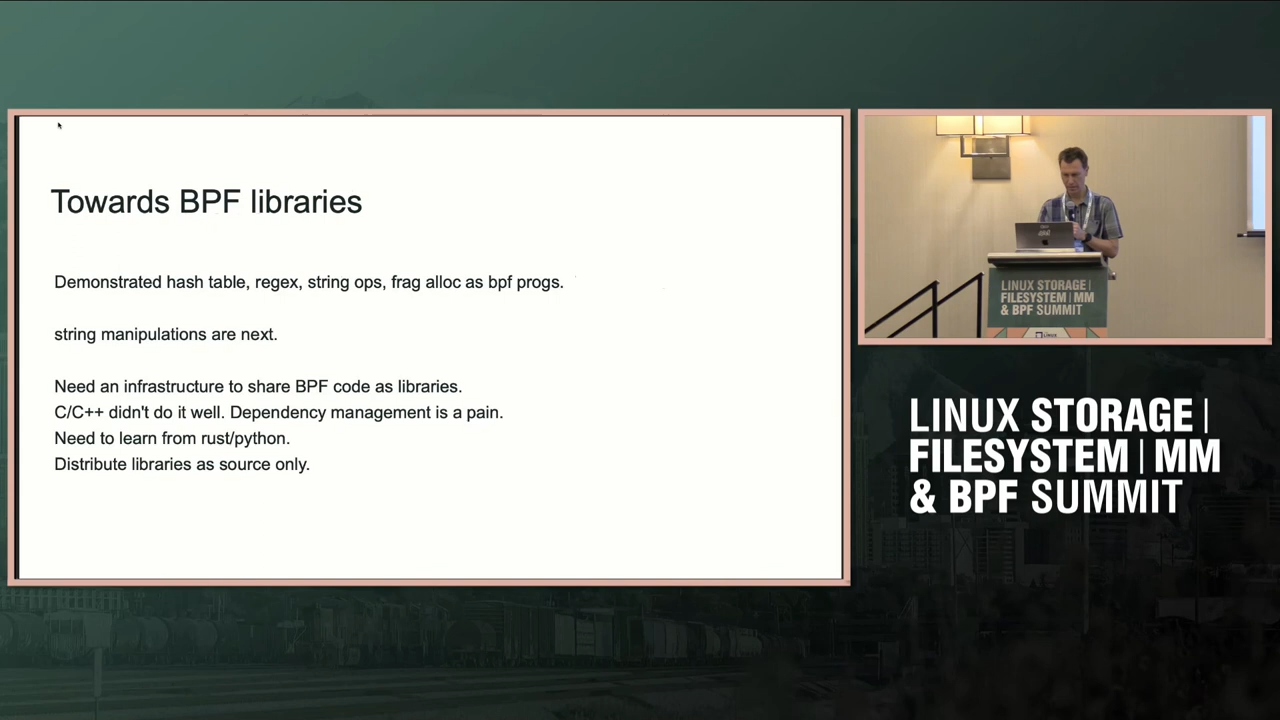 Towards BPF libraries
Demonstrated hash table, regex, string ops, frag alloc as bpf progs.
string manipulations are next.
Need an infrastructure to share BPF code as libraries.
C/C++ didn't do it well. Dependency management is a pain.
Need to learn from rust/python.
Distribute libraries as source only.
LINUX STORAGE |
FILESYSTEM | MM
& BPF SUMMIT
LINUX STORAGE |
FILESYSTEM | MM
& BPF SUMMIT